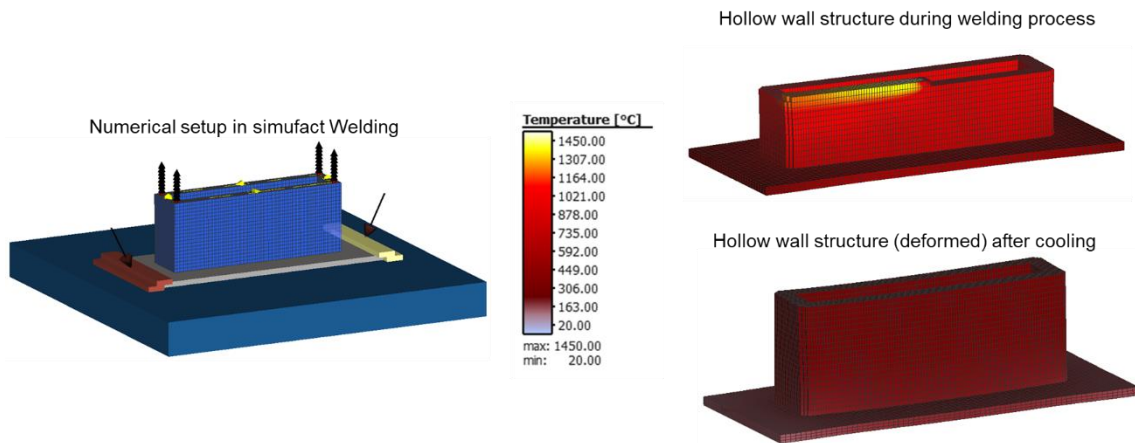 Numerical setup in simufact Welding
Temperature [°C]
1450.00
1307.00
1164.00
1021.00
878.00
735.00
592.00
449.00
306.00
163.00
20.00
max: 1450.00
min: 20.00
Hollow wall structure during welding process
Hollow wall structure (deformed) after cooling